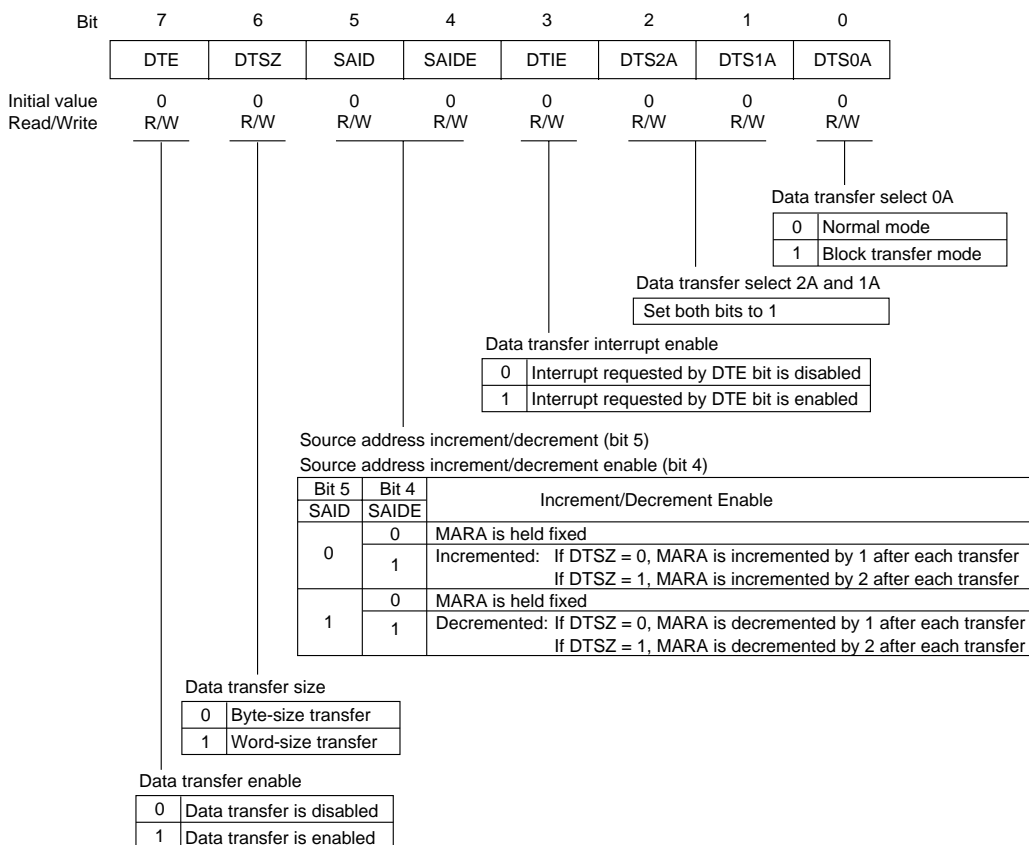 Bit 7 6 5 4 3 2 1 0
DTE DTSZ SAID SAIDE DTIE DTS2A DTS1A DTS0A
Initial value 0 0 0 0 0 0 0 0
Read/Write R/W R/W R/W R/W R/W R/W R/W R/W
Data transfer select 0A
0 Normal mode
1 Block transfer mode
Data transfer select 2A and 1A
Set both bits to 1
Data transfer interrupt enable
0 Interrupt requested by DTE bit is disabled
1 Interrupt requested by DTE bit is enabled
Source address increment/decrement (bit 5)
Source address increment/decrement enable (bit 4)
Bit 5 Bit 4 Increment/Decrement Enable
SAID SAIDE
0 0 MARA is held fixed
1 Incremented: If DTSZ = 0, MARA is incremented by 1 after each transfer
If DTSZ = 1, MARA is incremented by 2 after each transfer
1 0 MARA is held fixed
1 Decremented: If DTSZ = 0, MARA is decremented by 1 after each transfer
If DTSZ = 1, MARA is decremented by 2 after each transfer
Data transfer size
0 Byte-size transfer
1 Word-size transfer
Data transfer enable
0 Data transfer is disabled
1 Data transfer is enabled